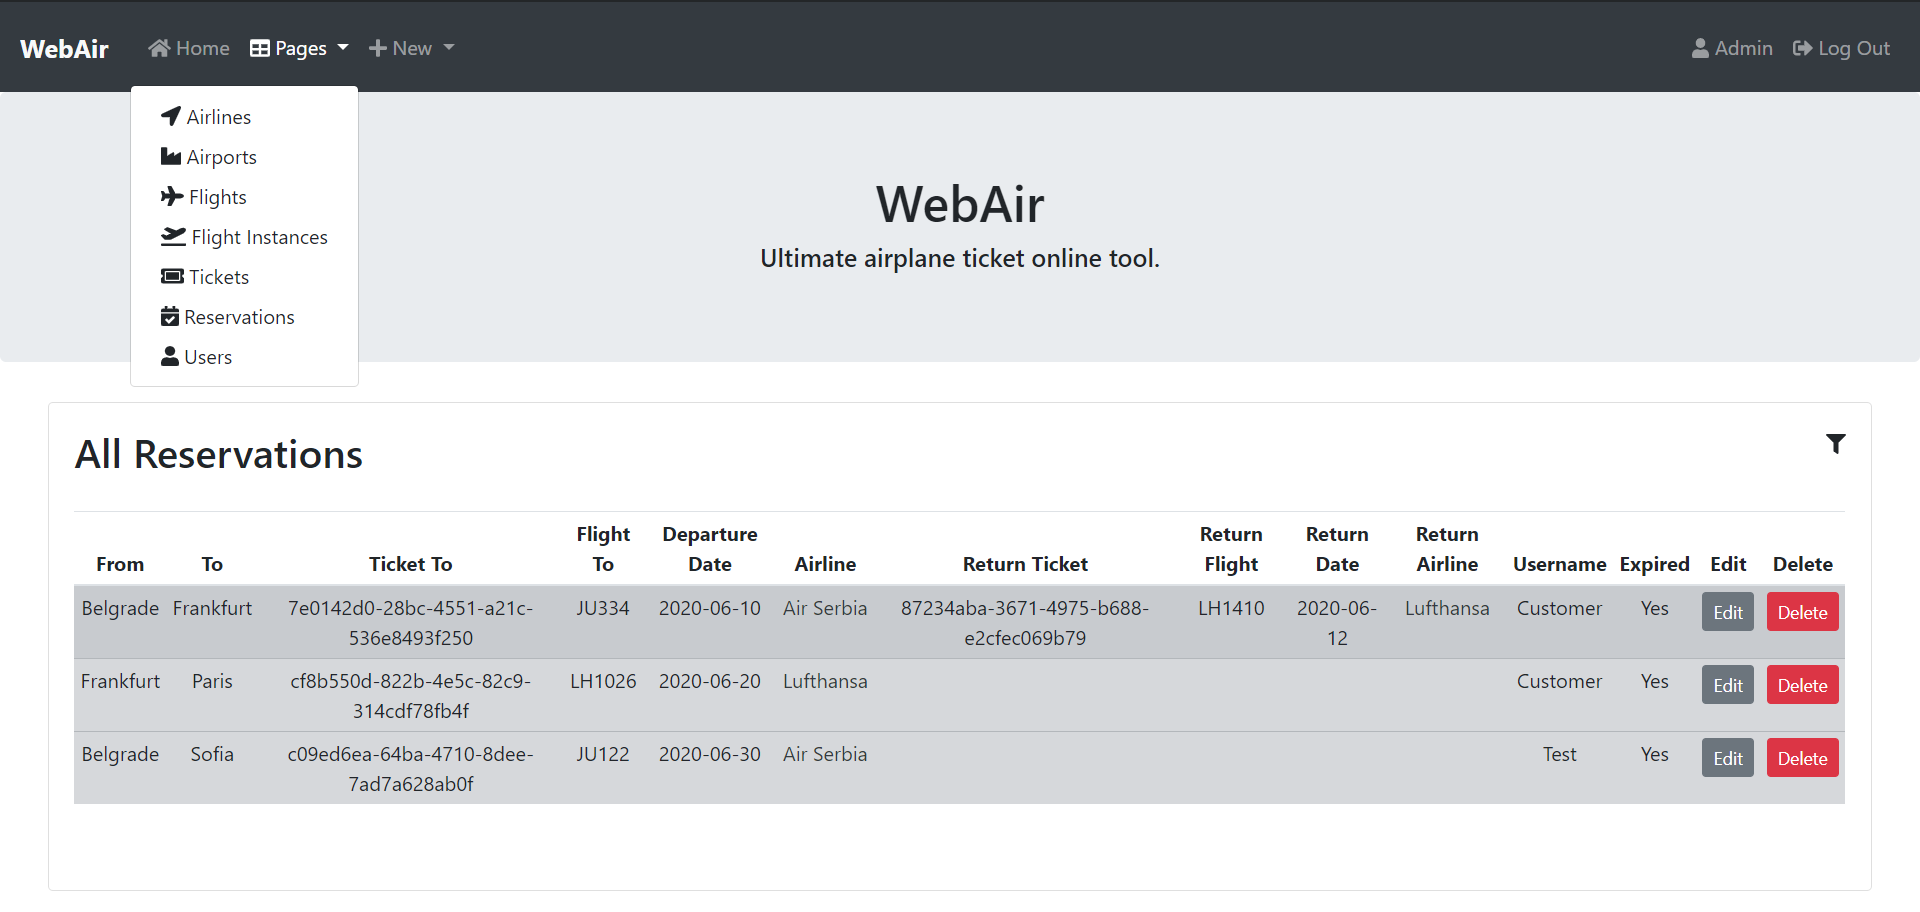 WebAir Home Pages New Admin Log Out
Airlines
Airports
Flights
Flight Instances
Tickets
Reservations
Users
WebAir
Ultimate airplane ticket online tool.
All Reservations
From To Ticket To Flight To Departure Date Airline Return Ticket Return Flight Return Date Return Airline Username Expired Edit Delete
Belgrade Frankfurt 7e0142d0-28bc-4551-a21c- JU334 2020-06-10 Air Serbia 87234aba-3671-4975-b688- LH1410 2020-06- Lufthansa Customer Yes Edit Delete
536e8493f250 e2cfec069b79 12
Frankfurt Paris cf8b550d-822b-4e5c-82c9- LH1026 2020-06-20 Lufthansa Customer Yes Edit Delete
314cdf78fb4f
Belgrade Sofia c09ed6ea-64ba-4710-8dee- JU122 2020-06-30 Air Serbia Test Yes Edit Delete
7ad7a628ab0f